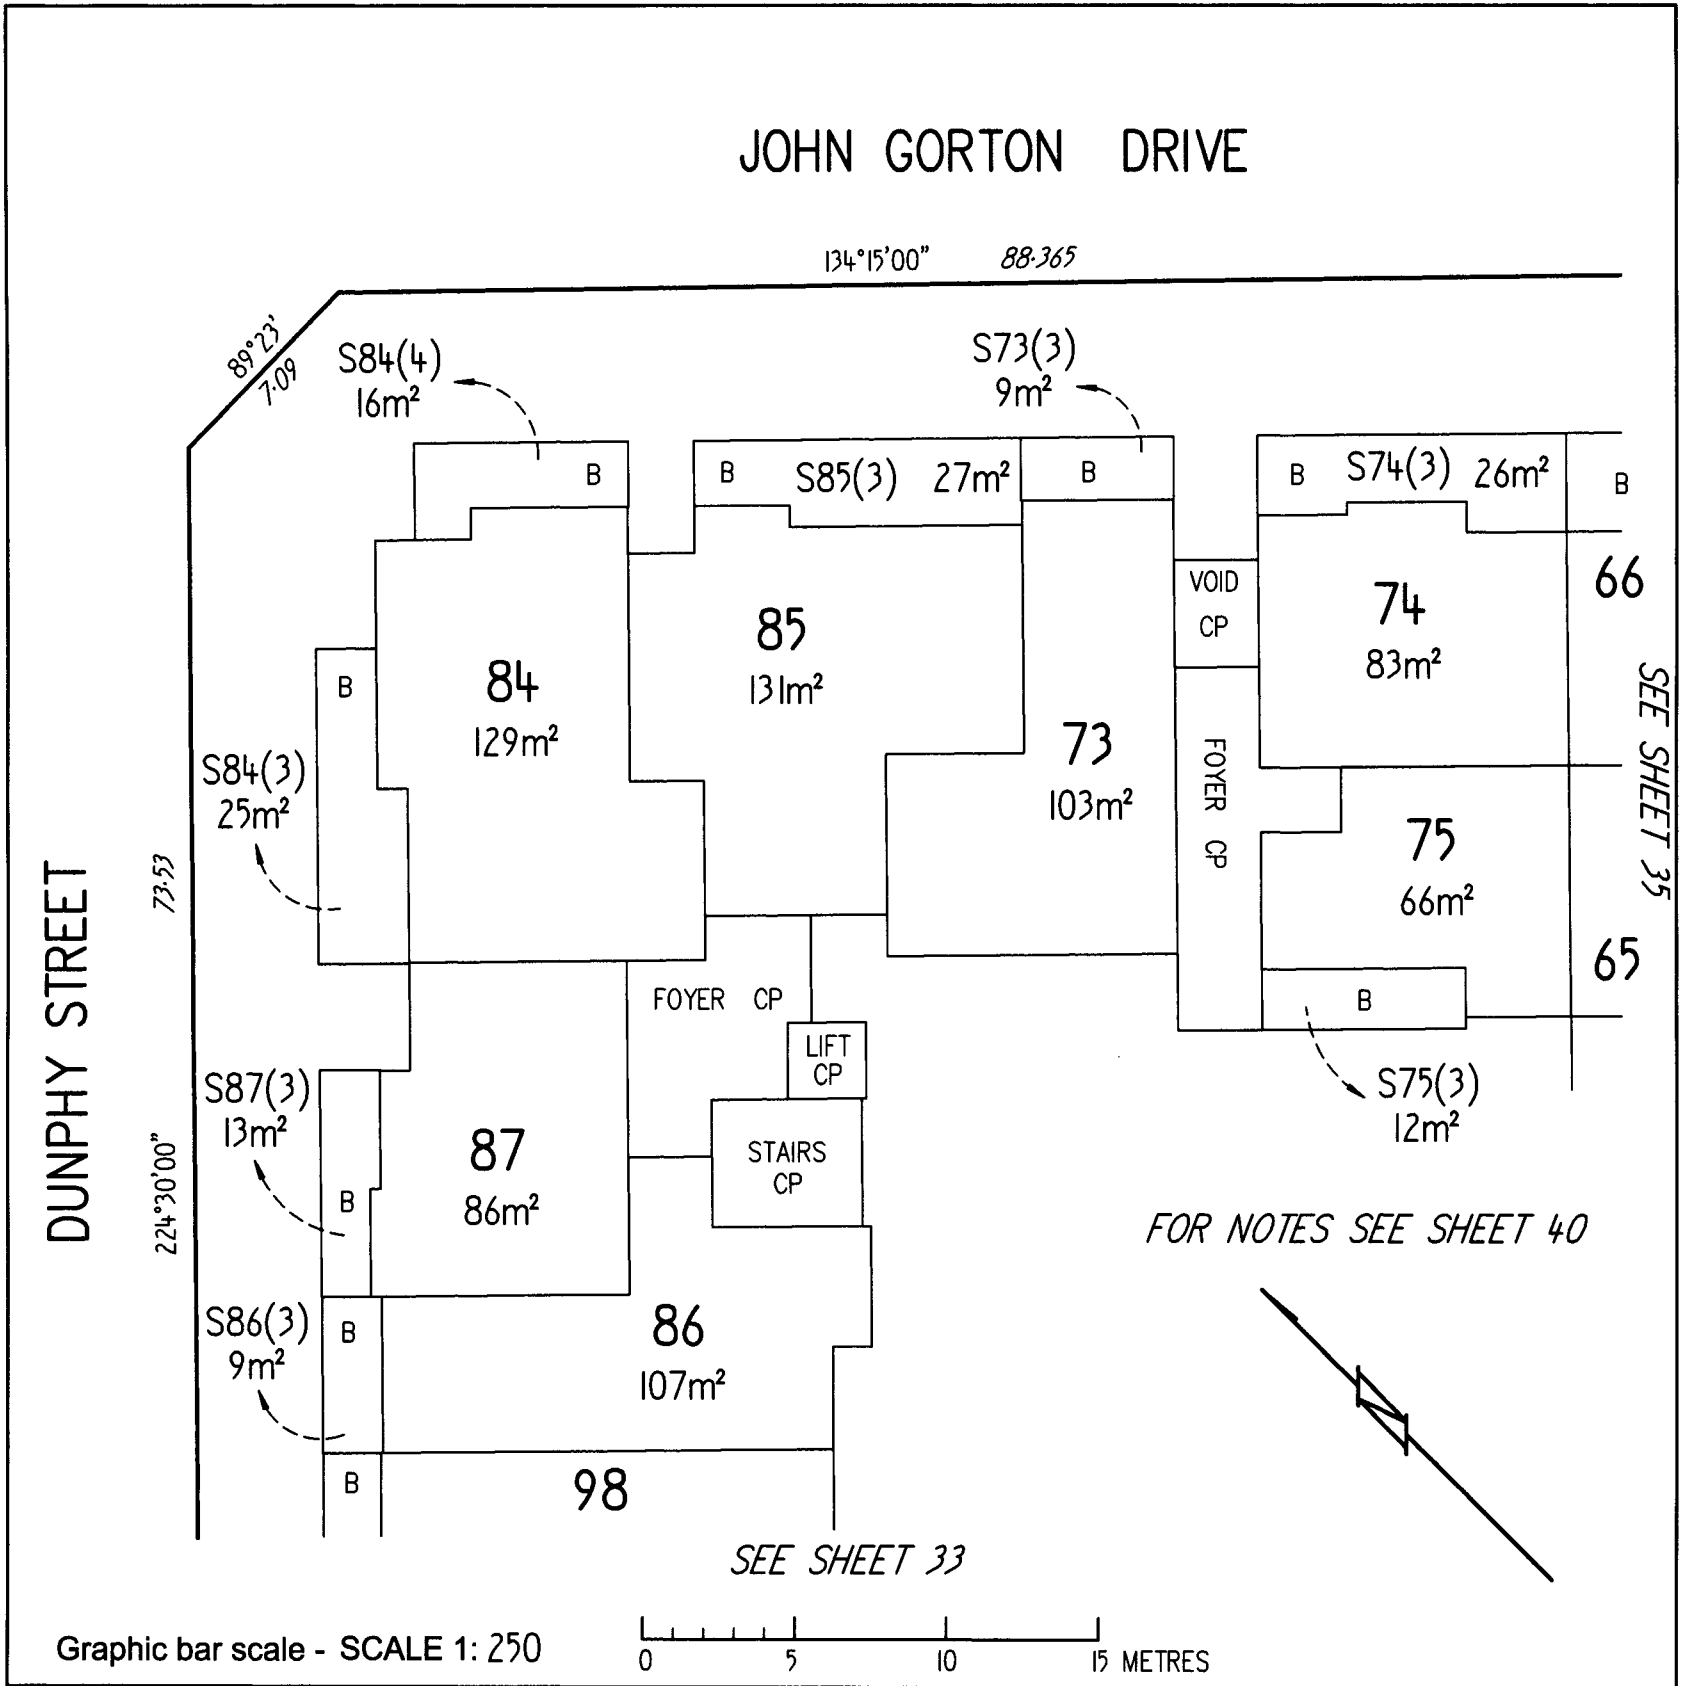 JOHN GORTON DRIVE
134°15'00" 88·365
89°23'
7·09
S84(4)
16m²
S73(3)
9m²
B
B S85(3) 27m²
B
B S74(3) 26m²
B
66
VOID
CP
74
83m²
85
131m²
84
129m²
B
S84(3)
25m²
73
103m²
FOYER CP
75
66m²
SEE SHEET 35
65
73·53
DUNPHY STREET
224°30'00"
FOYER CP
LIFT
CP
B
S75(3)
12m²
S87(3)
13m²
B
87
86m²
STAIRS
CP
FOR NOTES SEE SHEET 40
S86(3)
9m²
B
86
107m²
B
98
SEE SHEET 33
Graphic bar scale - SCALE 1: 250
0 5 10 15 METRES